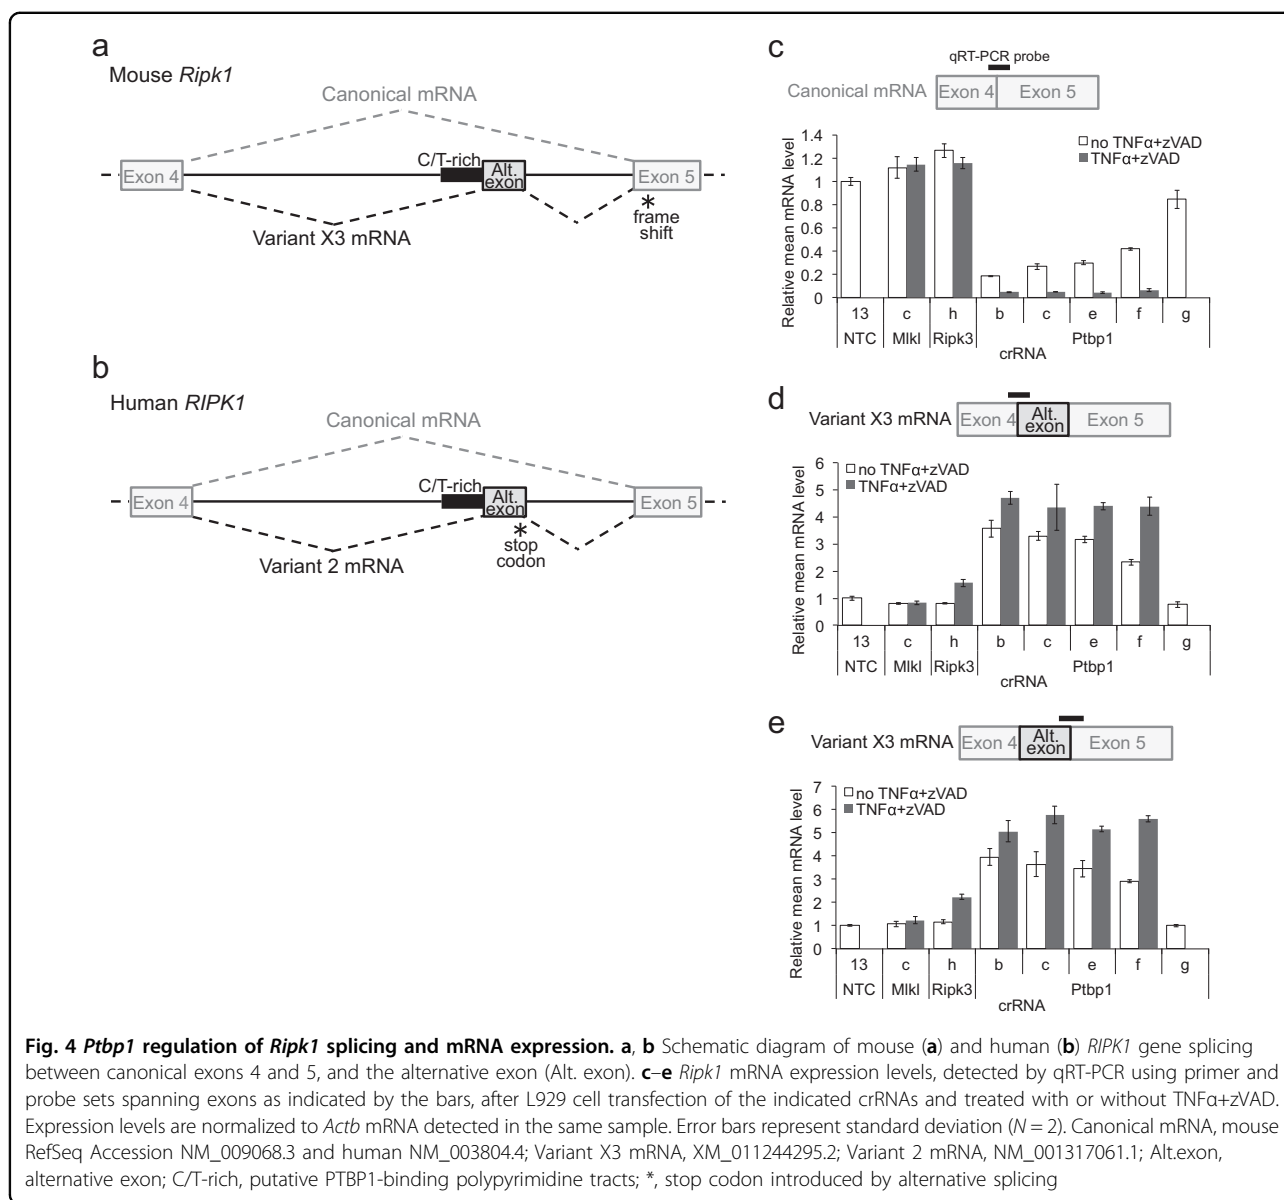 a
Mouse Ripk1
Canonical mRNA
C/T-rich
Exon 4
Alt. exon
Exon 5
*
frame shift
Variant X3 mRNA
b
Human RIPK1
Canonical mRNA
C/T-rich
Exon 4
Alt. exon
Exon 5
*
stop codon
Variant 2 mRNA
c
qRT-PCR probe
Canonical mRNA
Exon 4
Exon 5
no TNFα+zVAD
TNFα+zVAD
Relative mean mRNA level
1.4
1.2
1
0.8
0.6
0.4
0.2
0
13 c h b c e f g
NTC Mlkl Ripk3 Ptbp1
crRNA
d
Variant X3 mRNA
Exon 4
Alt. exon
Exon 5
no TNFα+zVAD
TNFα+zVAD
Relative mean mRNA level
6
5
4
3
2
1
0
13 c h b c e f g
NTC Mlkl Ripk3 Ptbp1
crRNA
e
Variant X3 mRNA
Exon 4
Alt. exon
Exon 5
no TNFα+zVAD
TNFα+zVAD
Relative mean mRNA level
7
6
5
4
3
2
1
0
13 c h b c e f g
NTC Mlkl Ripk3 Ptbp1
crRNA
Fig. 4 Ptbp1 regulation of Ripk1 splicing and mRNA expression. a, b Schematic diagram of mouse (a) and human (b) RIPK1 gene splicing
between canonical exons 4 and 5, and the alternative exon (Alt. exon). c–e Ripk1 mRNA expression levels, detected by qRT-PCR using primer and
probe sets spanning exons as indicated by the bars, after L929 cell transfection of the indicated crRNAs and treated with or without TNFα+zVAD.
Expression levels are normalized to Actb mRNA detected in the same sample. Error bars represent standard deviation (N = 2). Canonical mRNA, mouse
RefSeq Accession NM_009068.3 and human NM_003804.4; Variant X3 mRNA, XM_011244295.2; Variant 2 mRNA, NM_001317061.1; Alt.exon,
alternative exon; C/T-rich, putative PTBP1-binding polypyrimidine tracts; *, stop codon introduced by alternative splicing